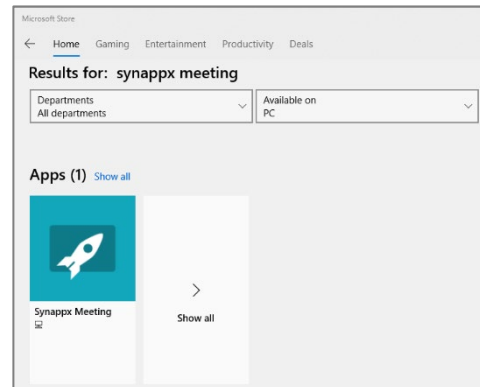 Microsoft Store
Home Gaming Entertainment Productivity Deals
Results for: synappx meeting
Departments
All departments
Available on
PC
Apps (1) Show all
Synappx Meeting
Show all